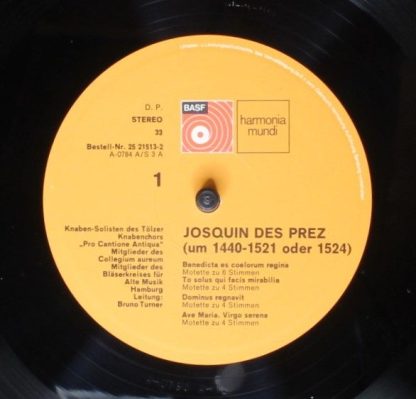 D. P.
STEREO
33
Bestell-Nr. 25 21513-2
A-0784 A/S 3 A
1
BASF
harmonia
mundi
Knaben-Solisten des Tölzer
Knabenchors
„Pro Cantione Antiqua"
Mitglieder des
Collegium aureum
Mitglieder des
Bläserkreises für
Alte Musik
Hamburg
Leitung:
Bruno Turner
JOSQUIN DES PREZ
(um 1440-1521 oder 1524)
Benedicta es coelorum regina
Motette zu 6 Stimmen
Tu solus qui facis mirabilia
Motette zu 4 Stimmen
Dominus regnavit
Motette zu 4 Stimmen
Ave Maria, Virgo serena
Motette zu 4 Stimmen